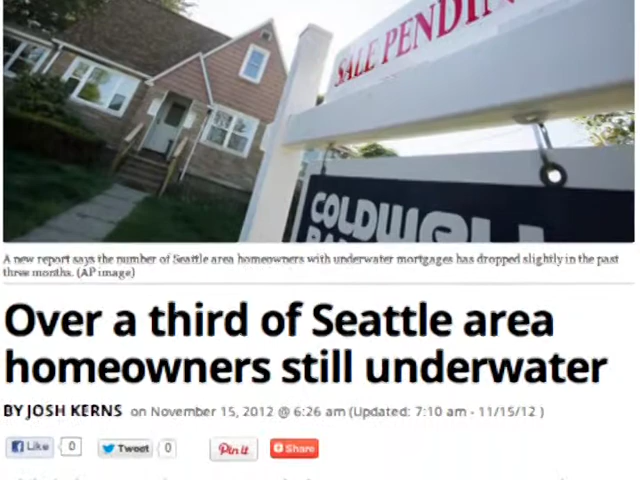 SALE PENDIN
COLDWELL
BA
A new report says the number of Seattle area homeowners with underwater mortgages has dropped slightly in the past
three months. (AP image)
Over a third of Seattle area
homeowners still underwater
BY JOSH KERNS on November 15, 2012 @ 6:26 am (Updated: 7:10 am - 11/15/12 )
Like 0 Tweet 0 Pin it Share